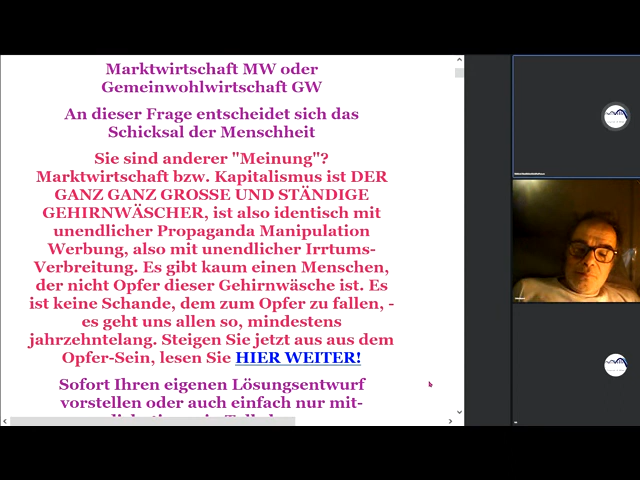 Marktwirtschaft MW oder
Gemeinwohlwirtschaft GW
An dieser Frage entscheidet sich das
Schicksal der Menschheit
Sie sind anderer "Meinung"?
Marktwirtschaft bzw. Kapitalismus ist DER
GANZ GANZ GROSSE UND STÄNDIGE
GEHIRNWÄSCHER, ist also identisch mit
unendlicher Propaganda Manipulation
Werbung, also mit unendlicher Irrtums-
Verbreitung. Es gibt kaum einen Menschen,
der nicht Opfer dieser Gehirnwäsche ist. Es
ist keine Schande, dem zum Opfer zu fallen, -
es geht uns allen so, mindestens
jahrzehntelang. Steigen Sie jetzt aus aus dem
Opfer-Sein, lesen Sie HIER WEITER!
Sofort Ihren eigenen Lösungsentwurf
vorstellen oder auch einfach nur mit-